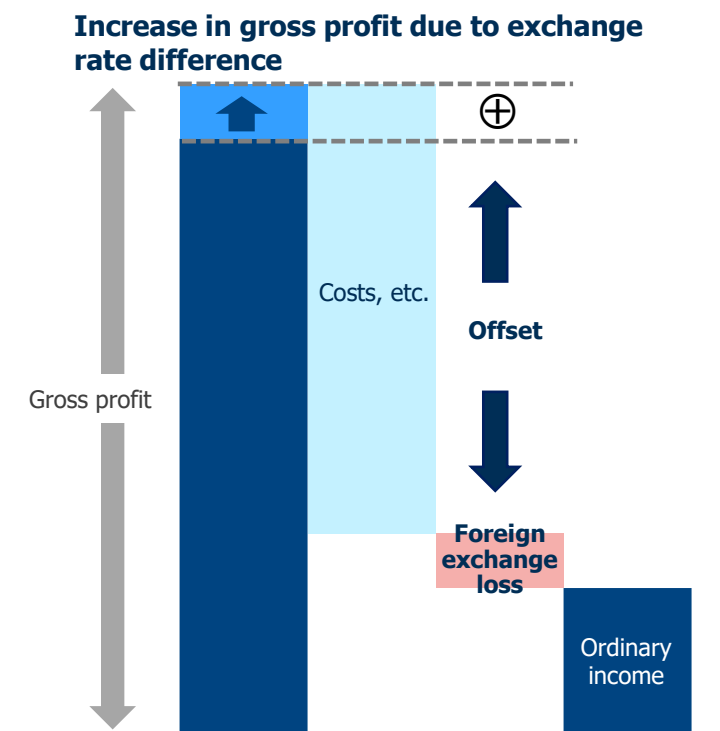 Increase in gross profit due to exchange
rate difference
Costs, etc.
Offset
Gross profit
Foreign
exchange
loss
Ordinary
income